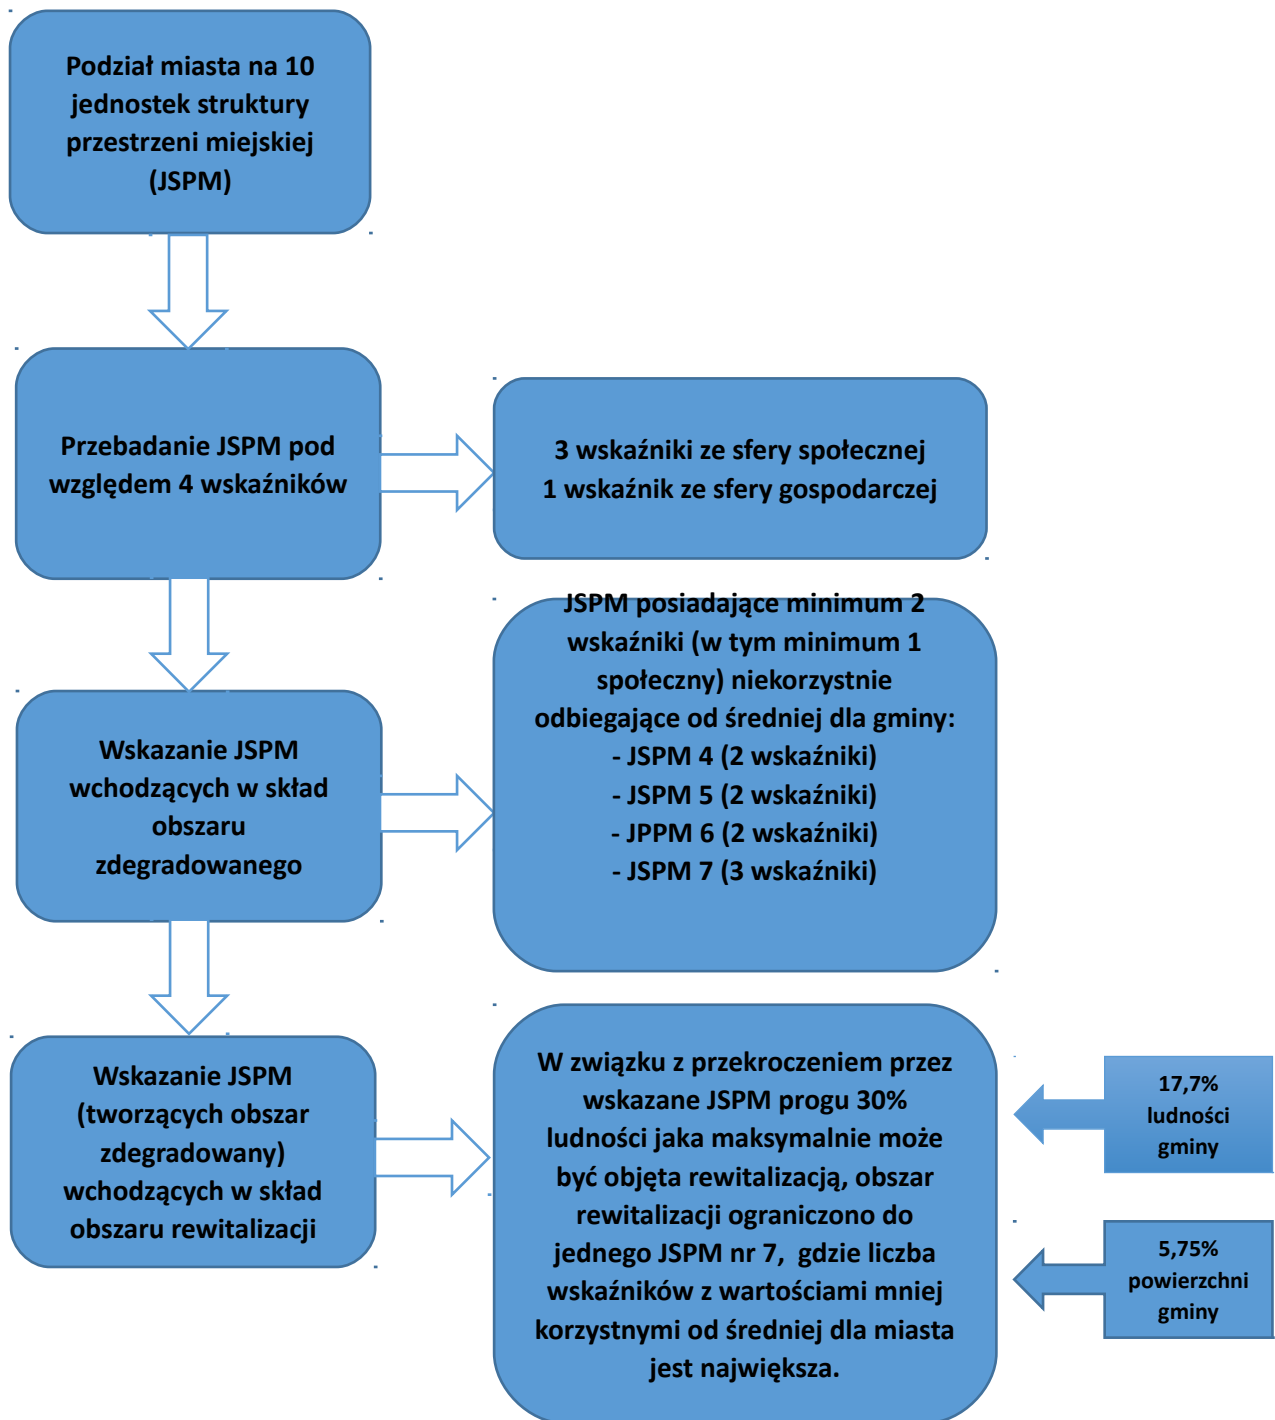 Podział miasta na 10
jednostek struktury
przestrzeni miejskiej
(JSPM)
Przebadanie JSPM pod
względem 4 wskaźników
3 wskaźniki ze sfery społecznej
1 wskaźnik ze sfery gospodarczej
Wskazanie JSPM
wchodzących w skład
obszaru
zdegradowanego
JSPM posiadające minimum 2
wskaźniki (w tym minimum 1
społeczny) niekorzystnie
odbiegające od średniej dla gminy:
- JSPM 4 (2 wskaźniki)
- JSPM 5 (2 wskaźniki)
- JPPM 6 (2 wskaźniki)
- JSPM 7 (3 wskaźniki)
Wskazanie JSPM
(tworzących obszar
zdegradowany)
wchodzących w skład
obszaru rewitalizacji
W związku z przekroczeniem przez
wskazane JSPM progu 30%
ludności jaka maksymalnie może
być objęta rewitalizacją, obszar
rewitalizacji ograniczono do
jednego JSPM nr 7, gdzie liczba
wskaźników z wartościami mniej
korzystnymi od średniej dla miasta
jest największa.
17,7%
ludności
gminy
5,75%
powierzchni
gminy